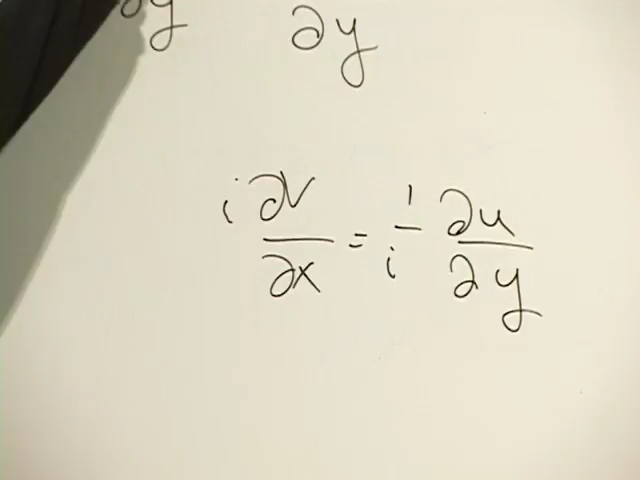 ∂y ∂y
i ∂v/∂x = 1/i ∂u/∂y